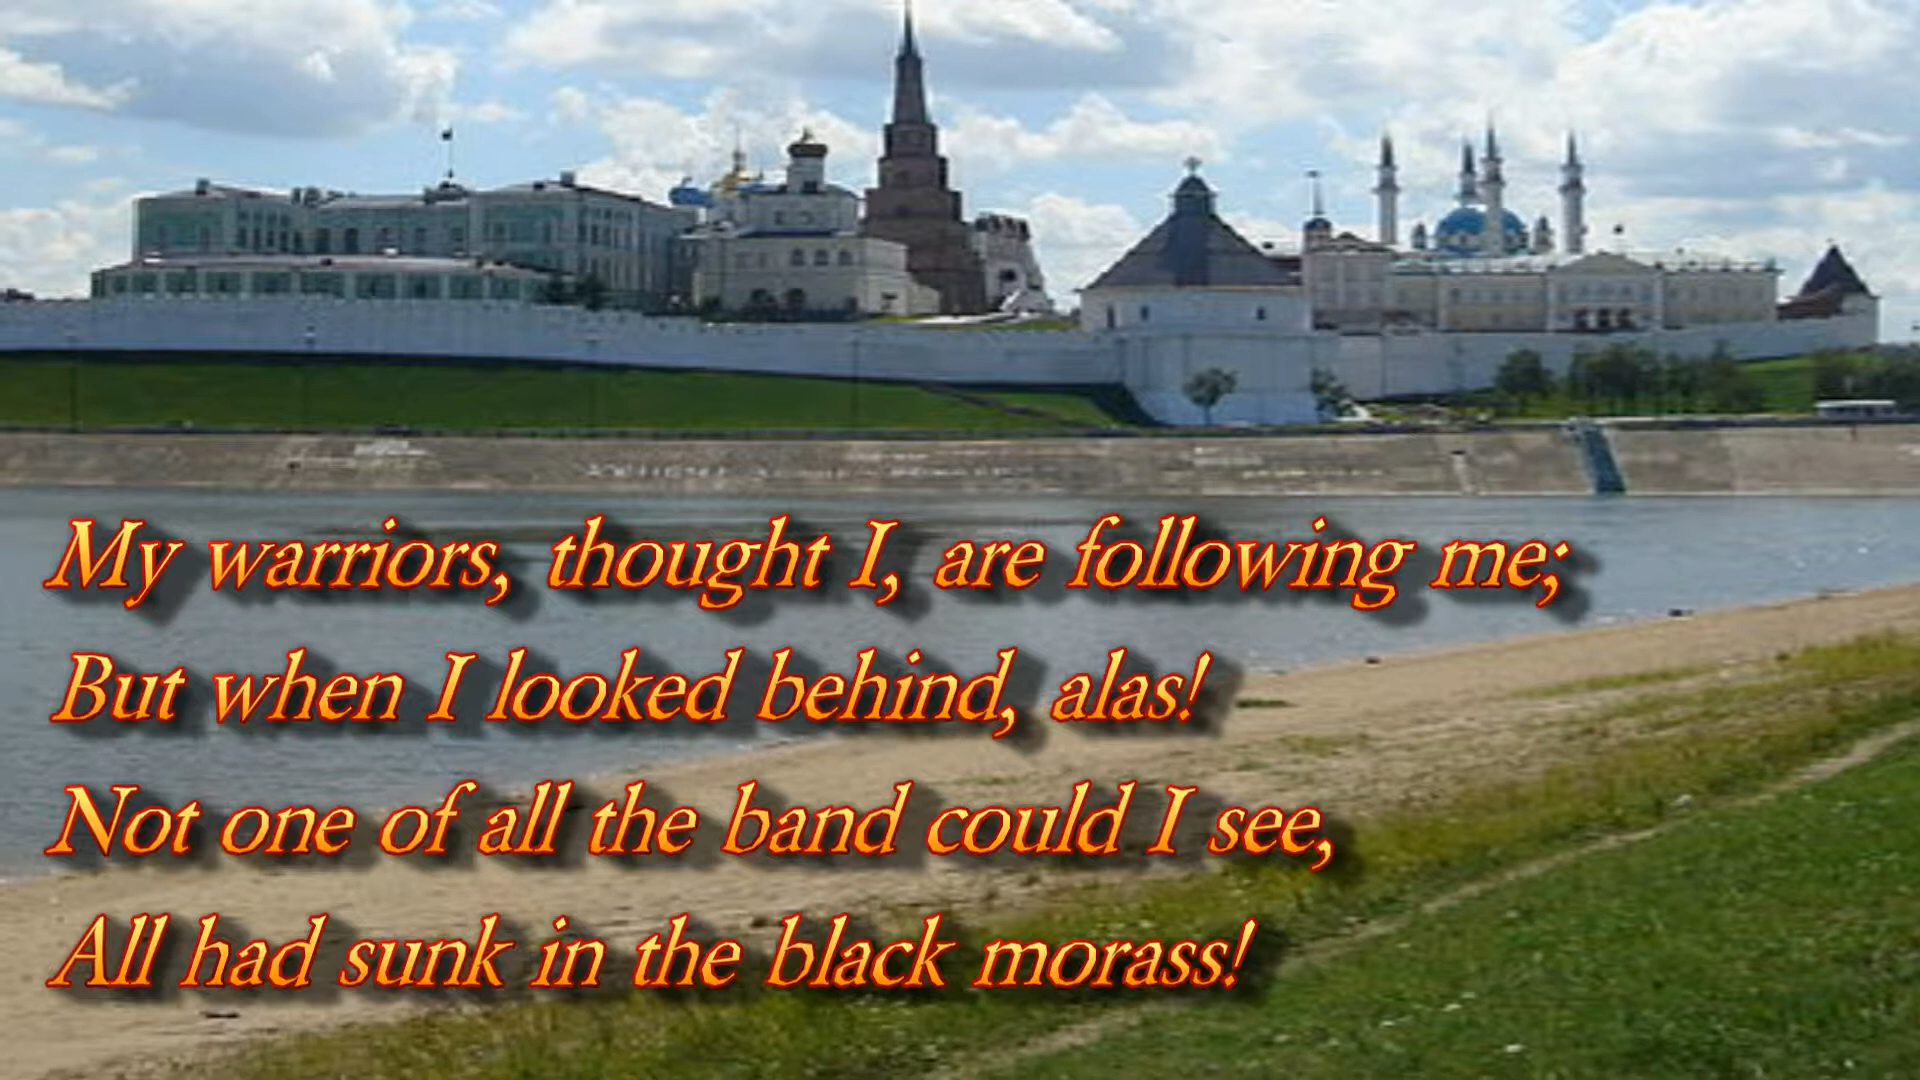 My warriors, thought I, are following me;
But when I looked behind, alas!
Not one of all the band could I see,
All had sunk in the black morass!